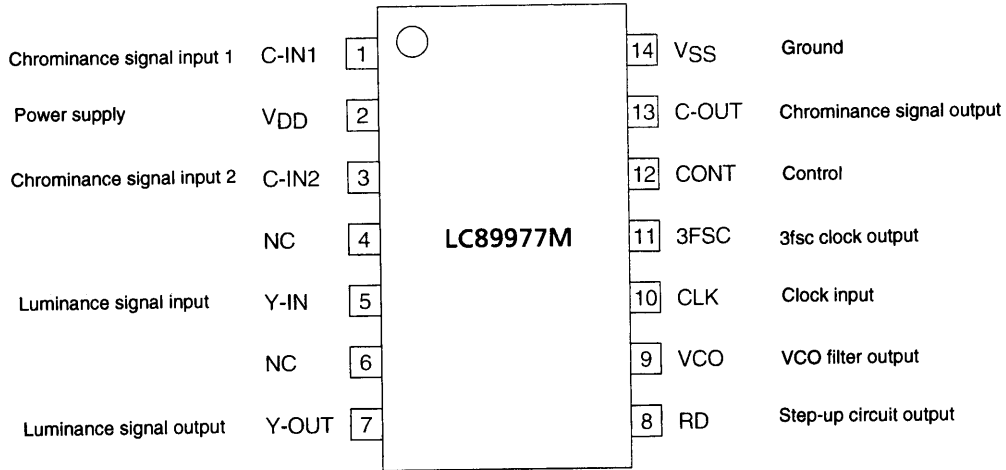 Chrominance signal input 1 C-IN1 1 14 VSS Ground
Power supply VDD 2 13 C-OUT Chrominance signal output
Chrominance signal input 2 C-IN2 3 12 CONT Control
NC 4 LC89977M 11 3FSC 3fsc clock output
Luminance signal input Y-IN 5 10 CLK Clock input
NC 6 9 VCO VCO filter output
Luminance signal output Y-OUT 7 8 RD Step-up circuit output